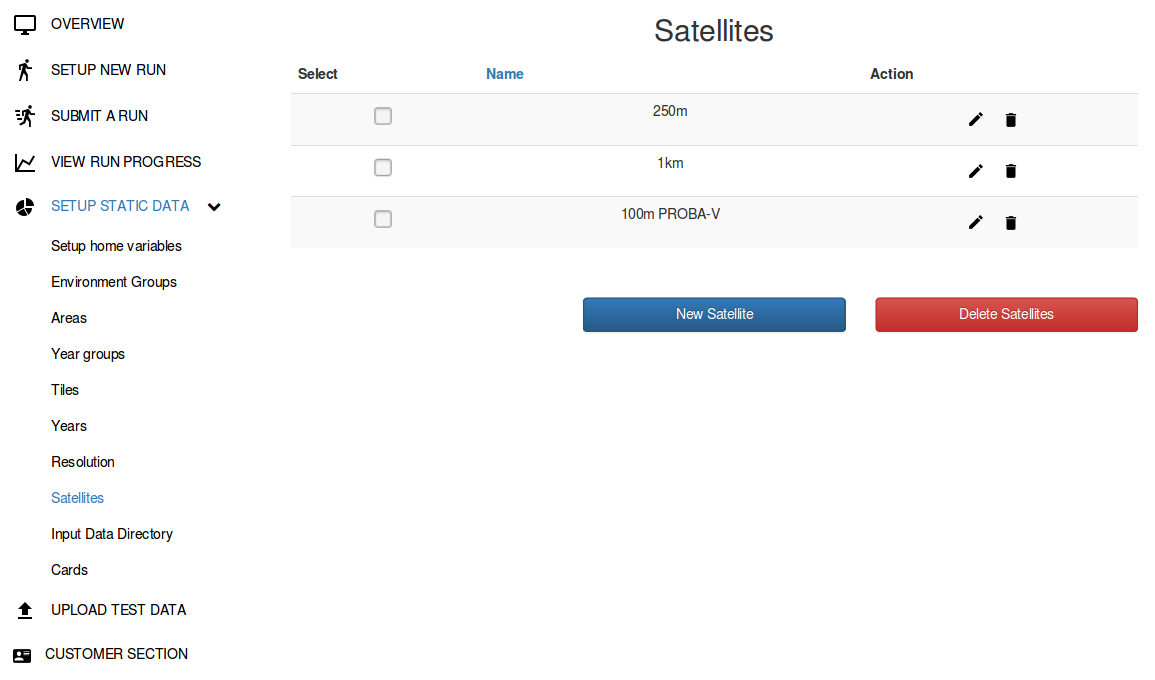 OVERVIEW
SETUP NEW RUN
SUBMIT A RUN
VIEW RUN PROGRESS
SETUP STATIC DATA
Setup home variables
Environment Groups
Areas
Year groups
Tiles
Years
Resolution
Satellites
Input Data Directory
Cards
UPLOAD TEST DATA
CUSTOMER SECTION
Satellites
Select Name Action
250m
1km
100m PROBA-V
New Satellite Delete Satellites